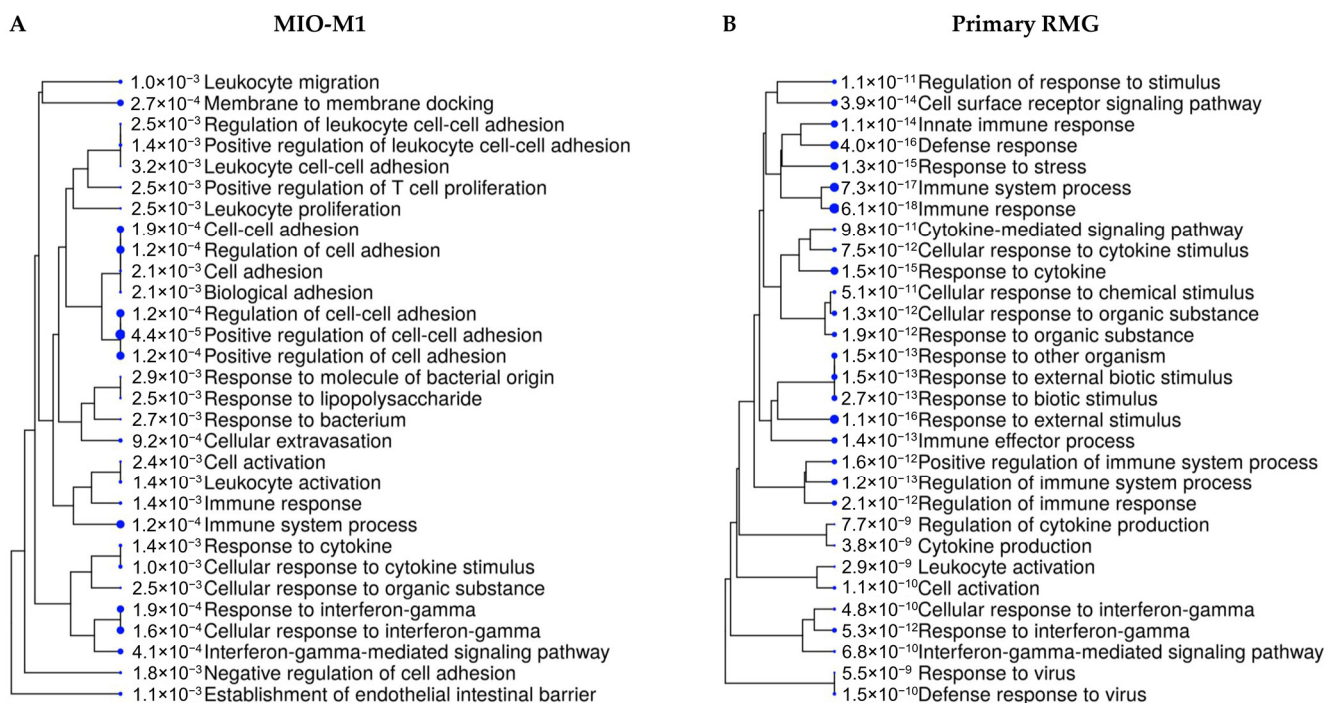 A MIO-M1
1.0×10⁻³ Leukocyte migration
2.7×10⁻⁴ Membrane to membrane docking
2.5×10⁻³ Regulation of leukocyte cell-cell adhesion
1.4×10⁻³ Positive regulation of leukocyte cell-cell adhesion
3.2×10⁻³ Leukocyte cell-cell adhesion
2.5×10⁻³ Positive regulation of T cell proliferation
2.5×10⁻³ Leukocyte proliferation
1.9×10⁻⁴ Cell-cell adhesion
1.2×10⁻⁴ Regulation of cell adhesion
2.1×10⁻³ Cell adhesion
2.1×10⁻³ Biological adhesion
1.2×10⁻⁴ Regulation of cell-cell adhesion
4.4×10⁻⁵ Positive regulation of cell-cell adhesion
1.2×10⁻⁴ Positive regulation of cell adhesion
2.9×10⁻³ Response to molecule of bacterial origin
2.5×10⁻³ Response to lipopolysaccharide
2.7×10⁻³ Response to bacterium
9.2×10⁻⁴ Cellular extravasation
2.4×10⁻³ Cell activation
1.4×10⁻³ Leukocyte activation
1.4×10⁻³ Immune response
1.2×10⁻⁴ Immune system process
1.4×10⁻³ Response to cytokine
1.0×10⁻³ Cellular response to cytokine stimulus
2.5×10⁻³ Cellular response to organic substance
1.9×10⁻⁴ Response to interferon-gamma
1.6×10⁻⁴ Cellular response to interferon-gamma
4.1×10⁻⁴ Interferon-gamma-mediated signaling pathway
1.8×10⁻³ Negative regulation of cell adhesion
1.1×10⁻³ Establishment of endothelial intestinal barrier
B Primary RMG
1.1×10⁻¹¹ Regulation of response to stimulus
3.9×10⁻¹⁴ Cell surface receptor signaling pathway
1.1×10⁻¹⁴ Innate immune response
4.0×10⁻¹⁶ Defense response
1.3×10⁻¹⁵ Response to stress
7.3×10⁻¹⁷ Immune system process
6.1×10⁻¹⁸ Immune response
9.8×10⁻¹¹ Cytokine-mediated signaling pathway
7.5×10⁻¹² Cellular response to cytokine stimulus
1.5×10⁻¹⁵ Response to cytokine
5.1×10⁻¹¹ Cellular response to chemical stimulus
1.3×10⁻¹² Cellular response to organic substance
1.9×10⁻¹² Response to organic substance
1.5×10⁻¹³ Response to other organism
1.5×10⁻¹³ Response to external biotic stimulus
2.7×10⁻¹³ Response to biotic stimulus
1.1×10⁻¹⁶ Response to external stimulus
1.4×10⁻¹³ Immune effector process
1.6×10⁻¹² Positive regulation of immune system process
1.2×10⁻¹³ Regulation of immune system process
2.1×10⁻¹² Regulation of immune response
7.7×10⁻⁹ Regulation of cytokine production
3.8×10⁻⁹ Cytokine production
2.9×10⁻⁹ Leukocyte activation
1.1×10⁻¹⁰ Cell activation
4.8×10⁻¹⁰ Cellular response to interferon-gamma
5.3×10⁻¹² Response to interferon-gamma
6.8×10⁻¹⁰ Interferon-gamma-mediated signaling pathway
5.5×10⁻⁹ Response to virus
1.5×10⁻¹⁰ Defense response to virus